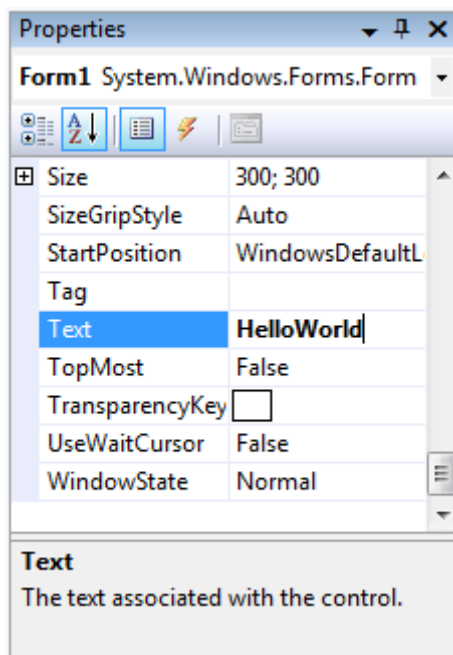 Properties
Form1 System.Windows.Forms.Form
Size 300; 300
SizeGripStyle Auto
StartPosition WindowsDefaultL
Tag
Text HelloWorld
TopMost False
TransparencyKey
UseWaitCursor False
WindowState Normal
Text
The text associated with the control.